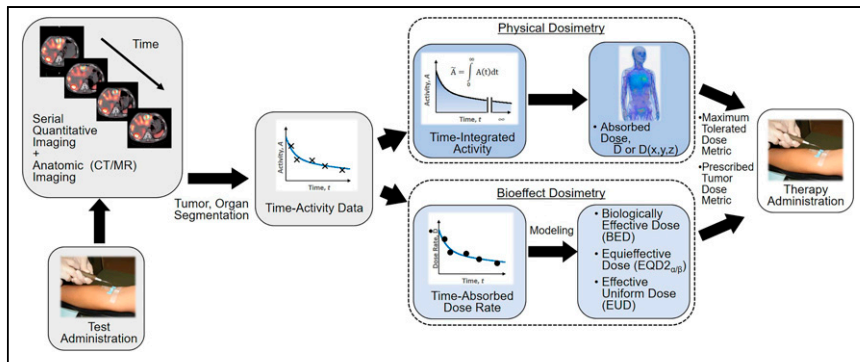 Time
Serial
Quantitative
Imaging
+
Anatomic (CT/MR)
Imaging
Test
Administration
Tumor, Organ
Segmentation
Activity, A
Time, t
Time-Activity Data
Physical Dosimetry
Activity, A
Ã = ∫ A(t)dt
∞
0
Time, t
∞
Time-Integrated
Activity
• Absorbed
Dose,
D or D(x,y,z)
Bioeffect Dosimetry
Dose Rate, Ḋ
Time, t
Time-Absorbed
Dose Rate
Modeling
• Biologically
Effective Dose
(BED)
• Equieffective
Dose (EQD2α/β)
• Effective
Uniform Dose
(EUD)
•Maximum
Tolerated
Dose
Metric
•Prescribed
Tumor
Dose
Metric
Therapy
Administration